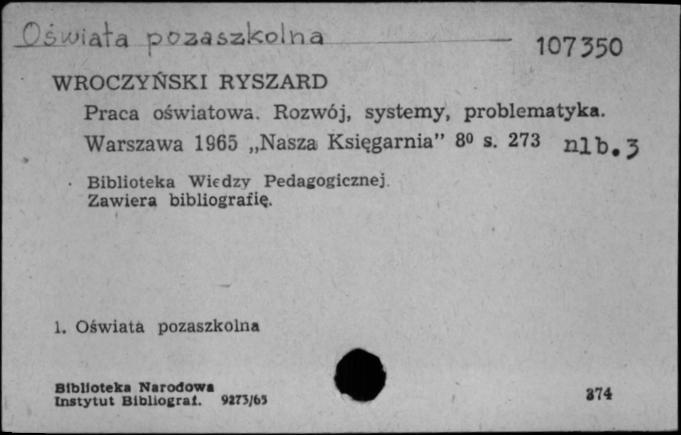 Oświata pozaszkolna
107350
WROCZYŃSKI RYSZARD
Praca oświatowa. Rozwój, systemy, problematyka.
Warszawa 1965 „Nasza Księgarnia" 8⁰ s. 273 nlb. 3
Biblioteka Wiedzy Pedagogicznej.
Zawiera bibliografię.
1. Oświata pozaszkolna
Biblioteka Narodowa
Instytut Bibliograf. 9273/65
374